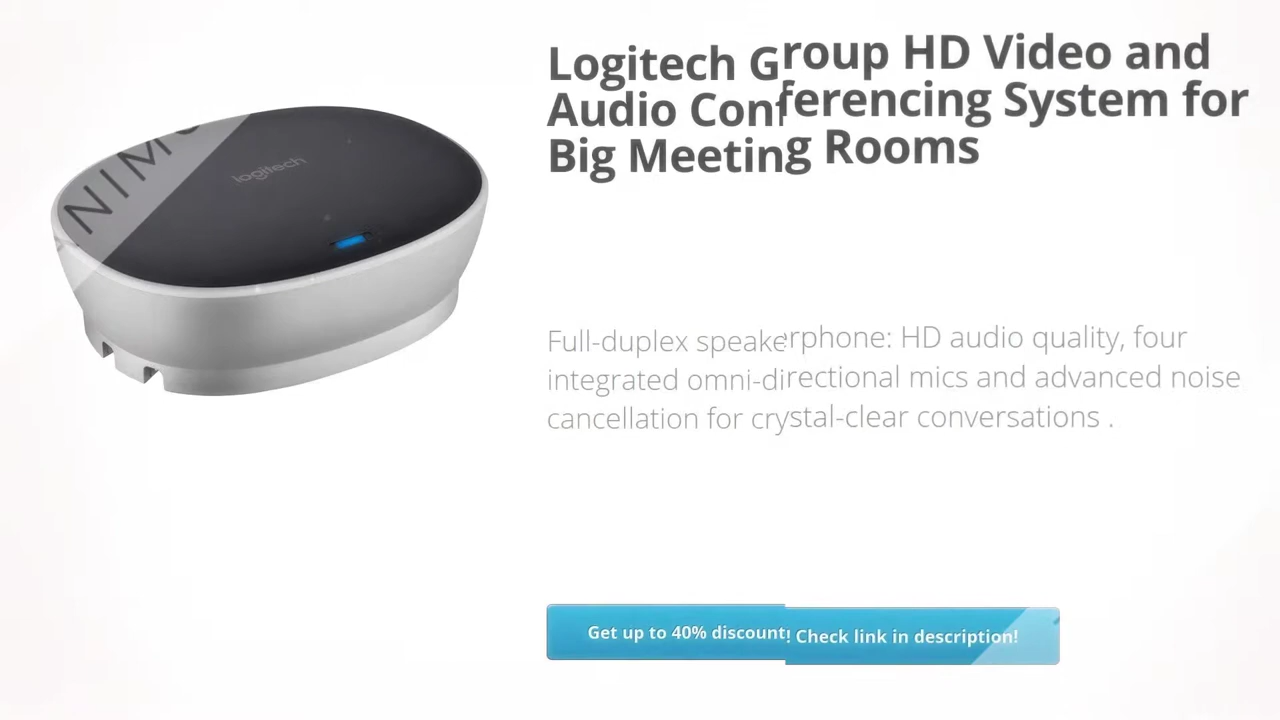 Logitech Group HD Video and
Audio Conferencing System for
Big Meeting Rooms
NIM
logitech
Full-duplex speakerphone: HD audio quality, four
integrated omni-directional mics and advanced noise
cancellation for crystal-clear conversations .
Get up to 40% discount! Check link in description!